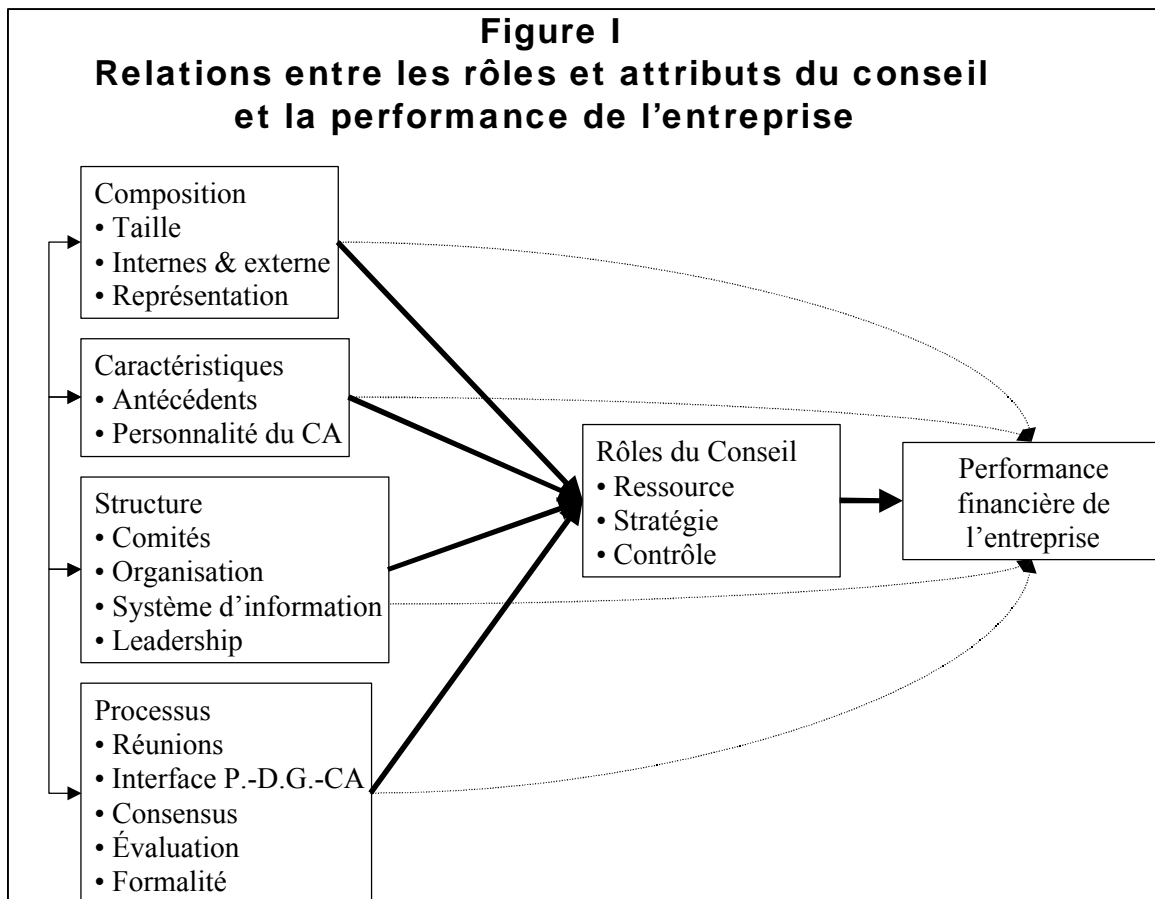 Figure I
Relations entre les rôles et attributs du conseil
et la performance de l'entreprise
Composition
• Taille
• Internes & externe
• Représentation
Caractéristiques
• Antécédents
• Personnalité du CA
Structure
• Comités
• Organisation
• Système d'information
• Leadership
Processus
• Réunions
• Interface P.-D.G.-CA
• Consensus
• Évaluation
• Formalité
Rôles du Conseil
• Ressource
• Stratégie
• Contrôle
Performance
financière de
l'entreprise